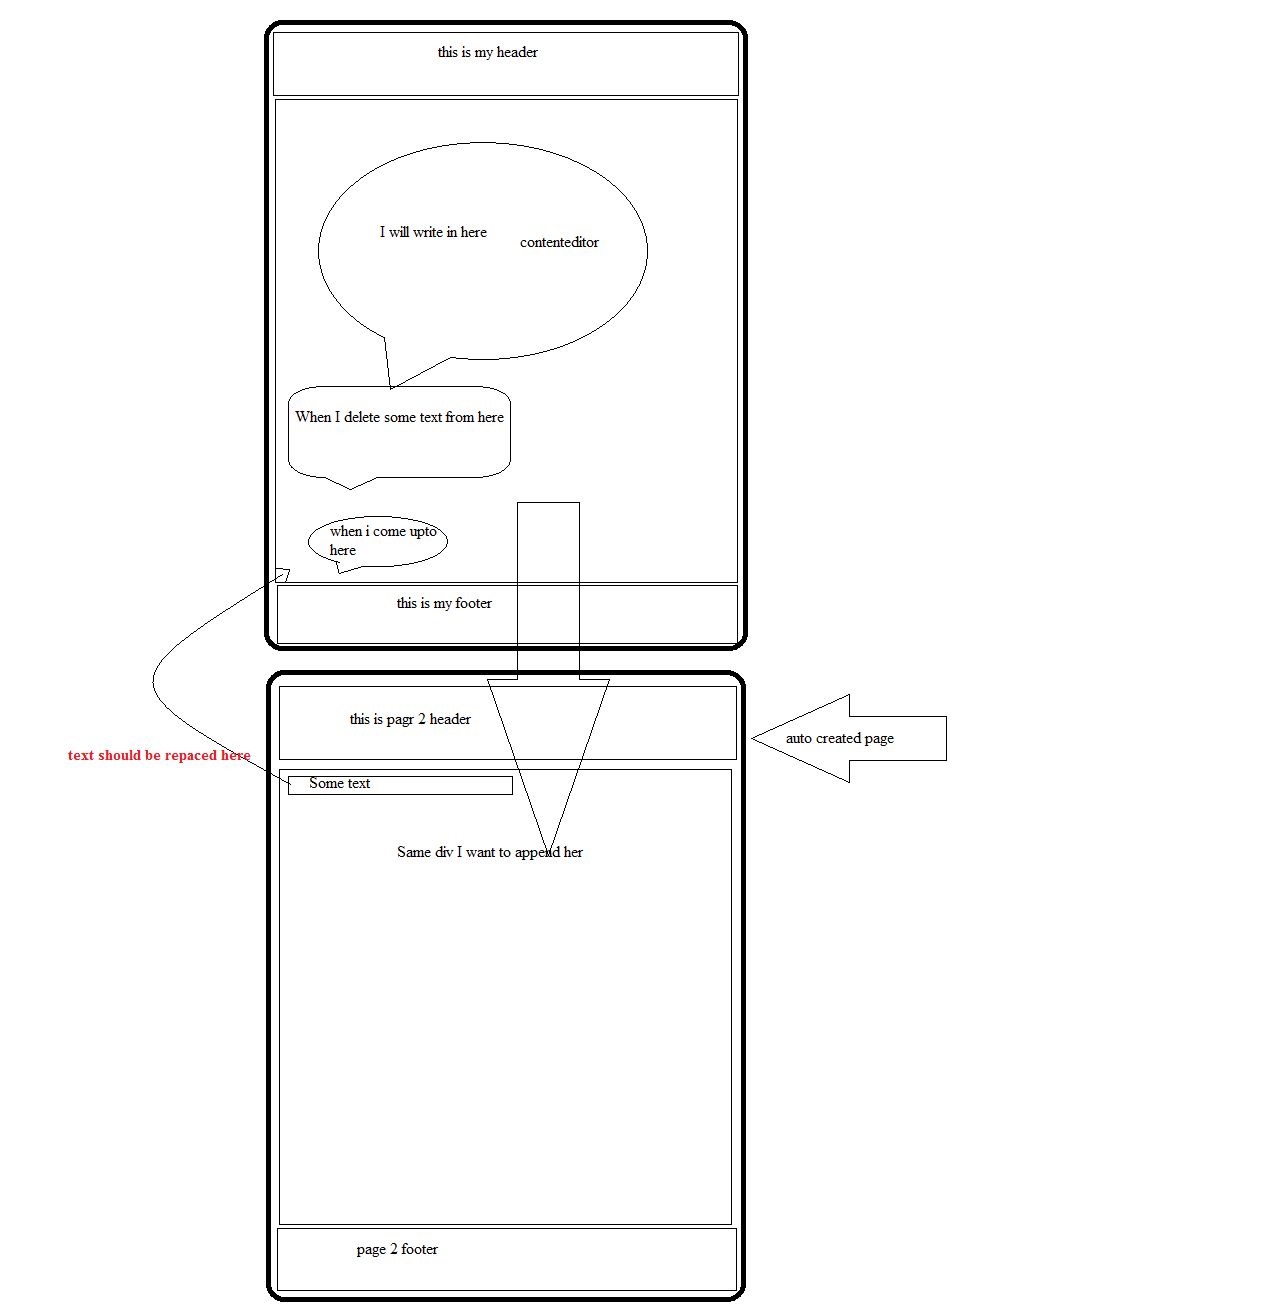 this is my header
I will write in here
contenteditor
When I delete some text from here
when i come upto
here
this is my footer
this is pagr 2 header
auto created page
text should be repaced here
Some text
Same div I want to append her
page 2 footer